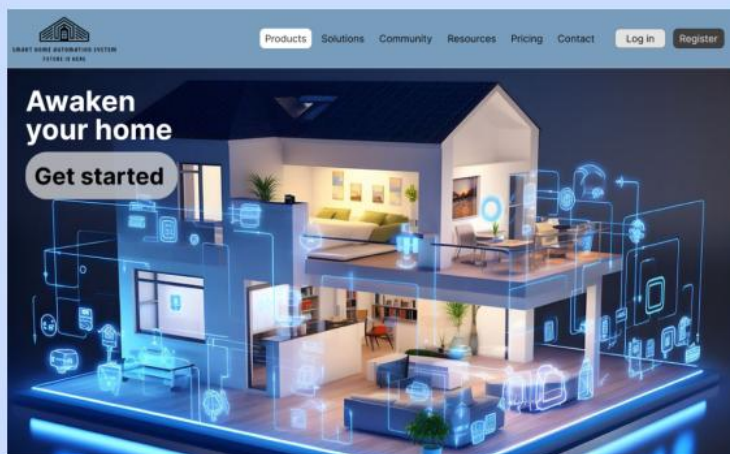 SMART HOME AUTOMATION SYSTEM
FUTURE IS HERE
Products Solutions Community Resources Pricing Contact Log in Register
Awaken
your home
Get started